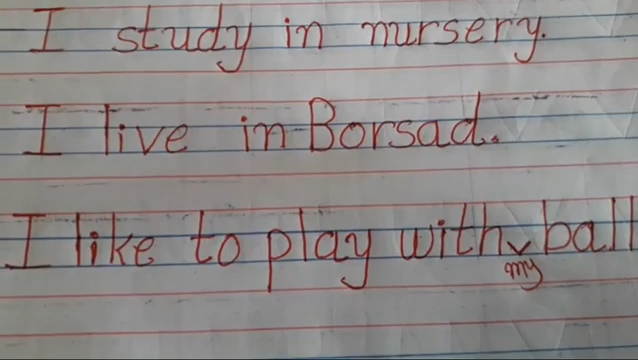 I study in nursery.
I live in Borsad.
I like to play with my ball